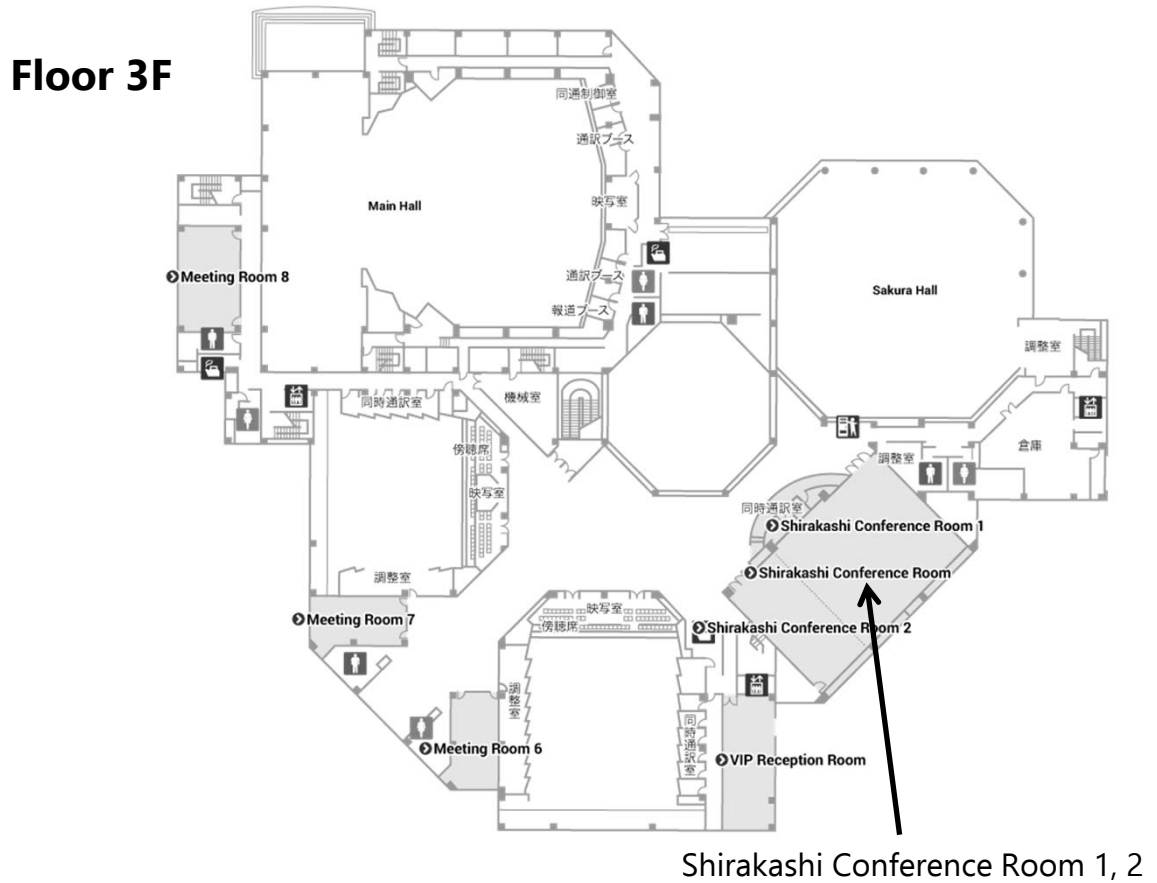 Floor 3F
同通制御室
通訳ブース
Main Hall
映写室
Meeting Room 8
通訳ブース
Sakura Hall
報道ブース
調整室
機械室
同時通訳室
傍聴席
倉庫
調整室
映写室
同時通訳室
Shirakashi Conference Room 1
Shirakashi Conference Room
調整室
映写室
Meeting Room 7
傍聴席
Shirakashi Conference Room 2
調整室
同時通訳室
Meeting Room 6
VIP Reception Room
Shirakashi Conference Room 1, 2